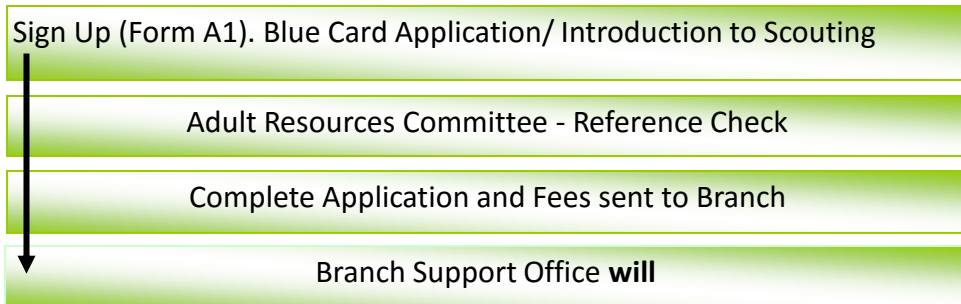 Sign Up (Form A1). Blue Card Application/ Introduction to Scouting
Adult Resources Committee - Reference Check
Complete Application and Fees sent to Branch
Branch Support Office will